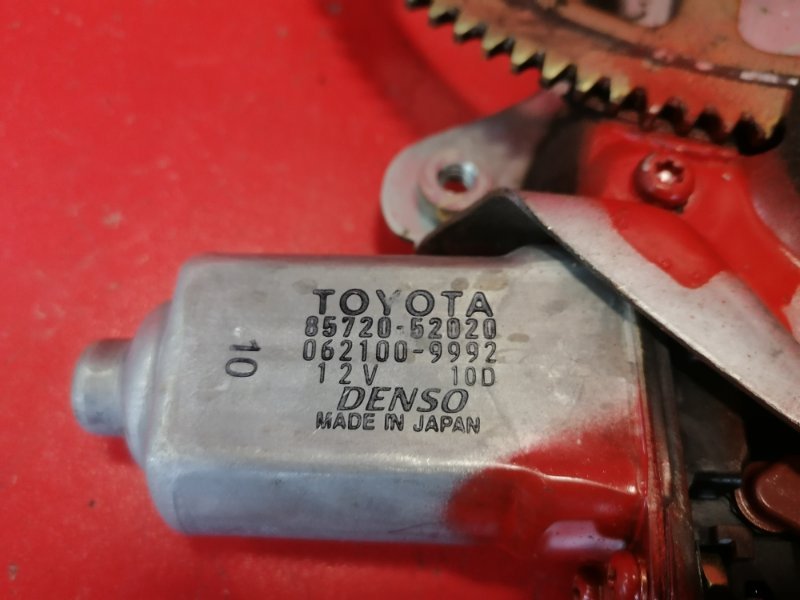 TOYOTA
85720-52020
062100-9992
12V 10D
DENSO
MADE IN JAPAN
10